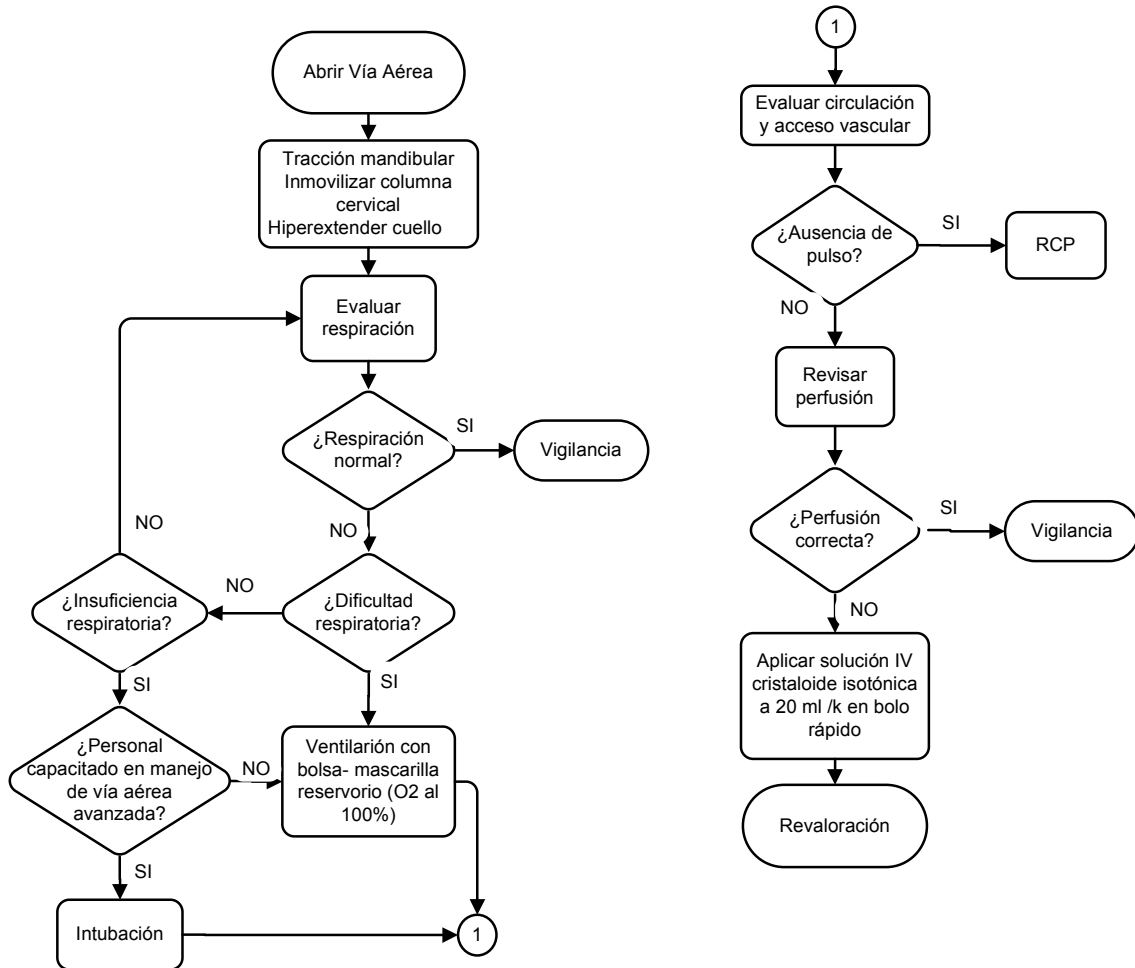 Abrir Vía Aérea
Tracción mandibular
Inmovilizar columna
cervical
Hiperextender cuello
Evaluar
respiración
¿Respiración
normal?
SI
Vigilancia
NO
¿Dificultad
respiratoria?
NO
¿Insuficiencia
respiratoria?
NO
SI
SI
¿Personal
capacitado en manejo
de vía aérea
avanzada?
NO
Ventilarión con
bolsa- mascarilla
reservorio (O2 al
100%)
SI
Intubación
1
1
Evaluar circulación
y acceso vascular
¿Ausencia de
pulso?
SI
RCP
NO
Revisar
perfusión
¿Perfusión
correcta?
SI
Vigilancia
NO
Aplicar solución IV
cristaloide isotónica
a 20 ml /k en bolo
rápido
Revaloración